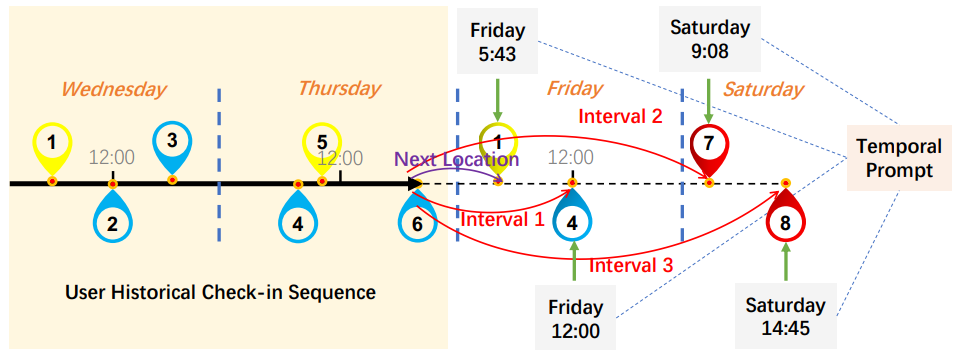 Friday
5:43
Saturday
9:08
Wednesday
Thursday
Friday
Saturday
Interval 2
1
3
5
1
7
12:00
12:00
12:00
Next Location
Temporal
Prompt
2
4
6
Interval 1
4
8
Interval 3
User Historical Check-in Sequence
Friday
12:00
Saturday
14:45